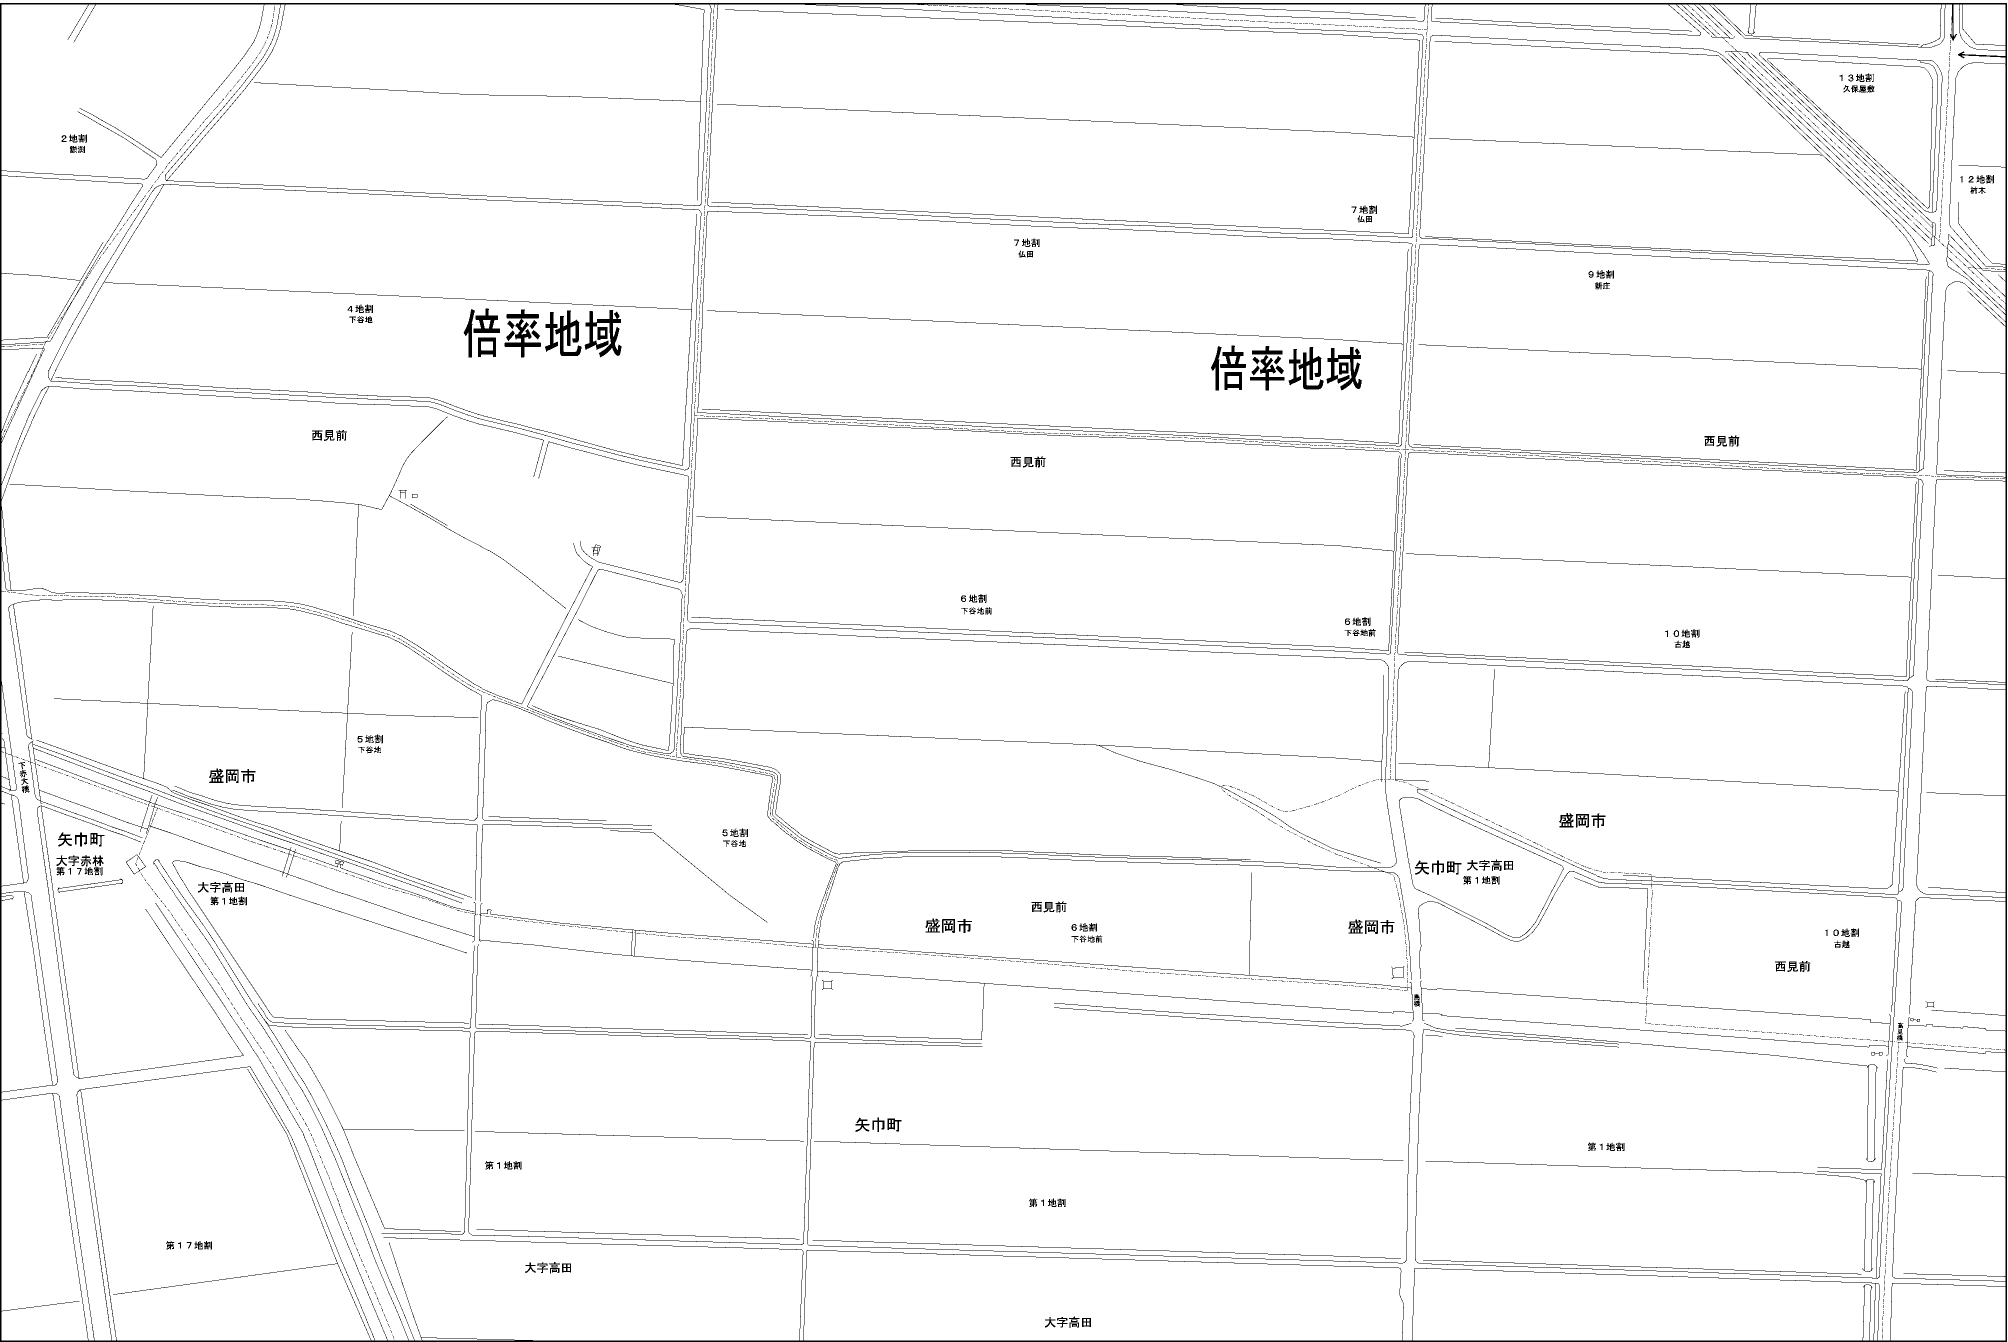 １３地割
久保屋敷
２地割
１２地割
７地割
仏田
７地割
仏田
９地割
新庄
４地割
下谷地
倍率地域
倍率地域
西見前
西見前
西見前
６地割
下谷地前
６地割
下谷地前
１０地割
古越
５地割
下谷地
盛岡市
下赤大橋
盛岡市
５地割
下谷地
矢巾町
大字赤林
第１７地割
矢巾町 大字高田
第１地割
大字高田
第１地割
西見前
盛岡市
６地割
下谷地前
盛岡市
１０地割
古越
西見前
高見橋
矢巾町
第１地割
第１地割
第１地割
第１７地割
大字高田
大字高田